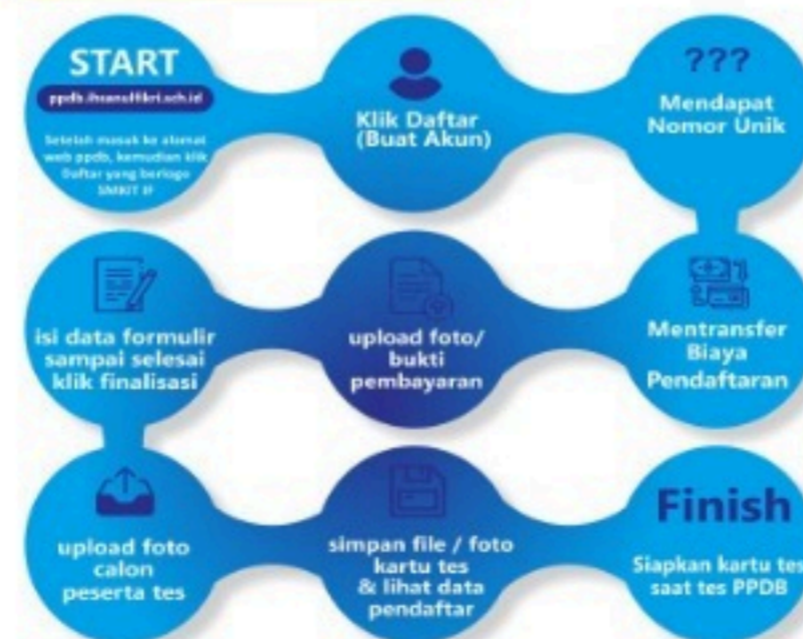 START
ppdb.ihsanulfikri.sch.id
Setelah masuk ke alamat
web ppdb, kemudian klik
Daftar yang berlogo
SMKIT IF
Klik Daftar
(Buat Akun)
???
Mendapat
Nomor Unik
Mentransfer
Biaya
Pendaftaran
upload foto/
bukti
pembayaran
isi data formulir
sampai selesai
klik finalisasi
upload foto
calon
peserta tes
simpan file / foto
kartu tes
& lihat data
pendaftar
Finish
Siapkan kartu tes
saat tes PPDB